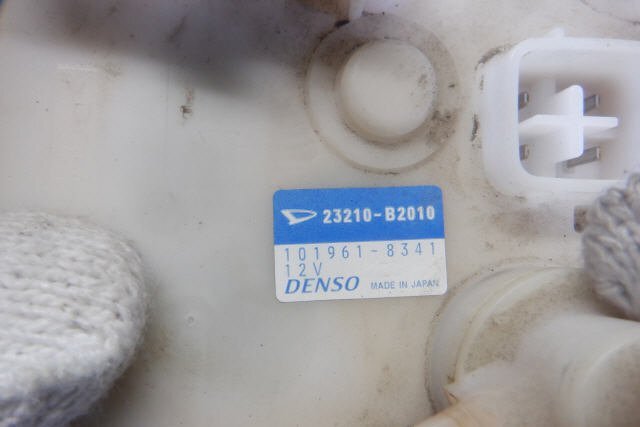 23210-B2010
101961-8341
12V
DENSO MADE IN JAPAN